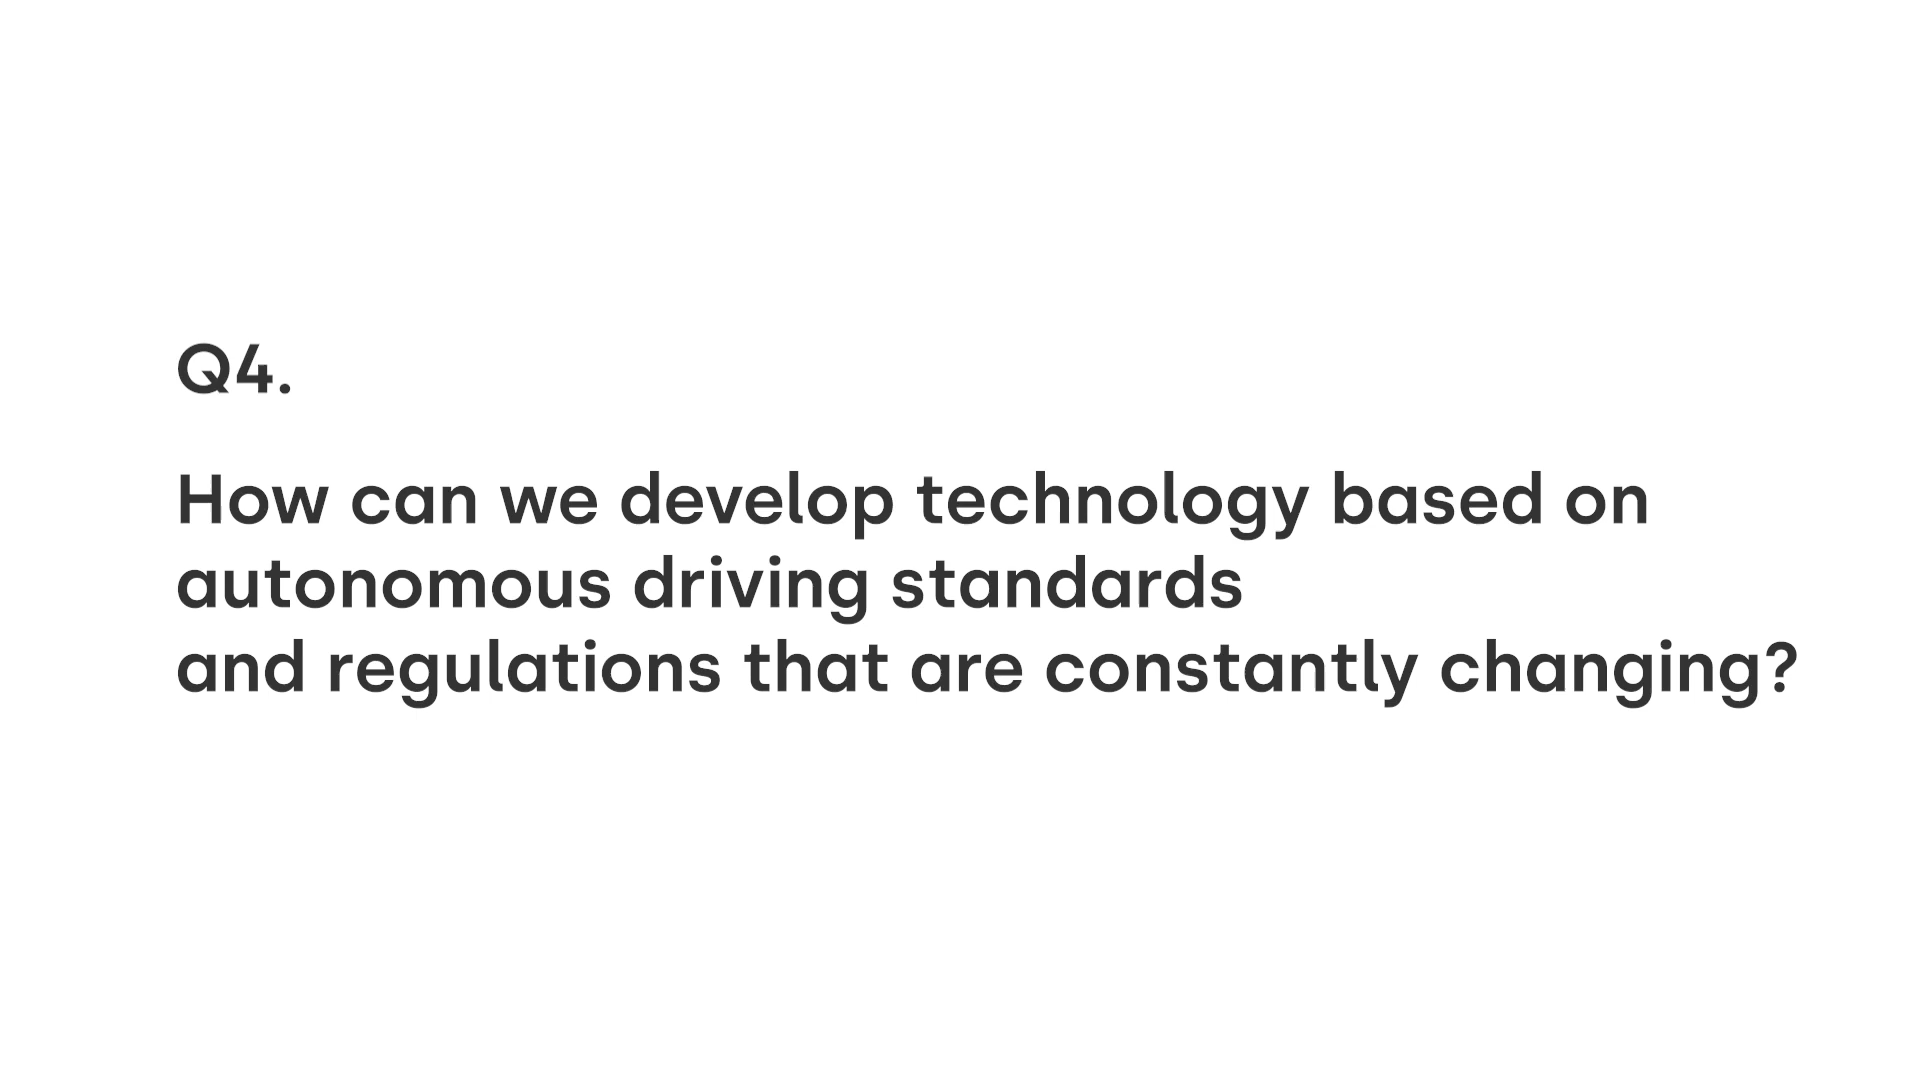 Q4.
How can we develop technology based on
autonomous driving standards
and regulations that are constantly changing?